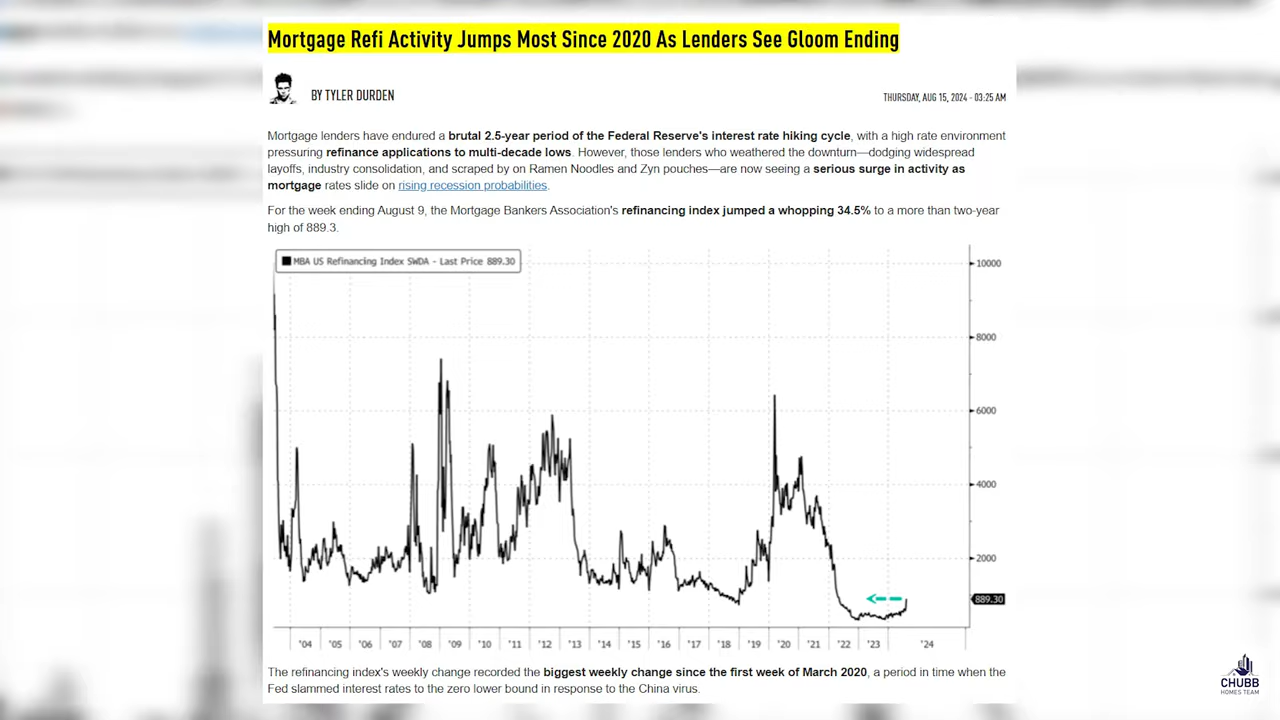 Mortgage Refi Activity Jumps Most Since 2020 As Lenders See Gloom Ending
BY TYLER DURDEN
THURSDAY, AUG 15, 2024 - 03:25 AM
Mortgage lenders have endured a brutal 2.5-year period of the Federal Reserve's interest rate hiking cycle, with a high rate environment
pressuring refinance applications to multi-decade lows. However, those lenders who weathered the downturn—dodging widespread
layoffs, industry consolidation, and scraped by on Ramen Noodles and Zyn pouches—are now seeing a serious surge in activity as
mortgage rates slide on rising recession probabilities.
For the week ending August 9, the Mortgage Bankers Association's refinancing index jumped a whopping 34.5% to a more than two-year
high of 889.3.
MBA US Refinancing Index SWDA - Last Price 889.30
10000
8000
6000
4000
2000
889.30
'04 '05 '06 '07 '08 '09 '10 '11 '12 '13 '14 '15 '16 '17 '18 '19 '20 '21 '22 '23 '24
The refinancing index's weekly change recorded the biggest weekly change since the first week of March 2020, a period in time when the
Fed slammed interest rates to the zero lower bound in response to the China virus.
CHUBB
HOMES TEAM